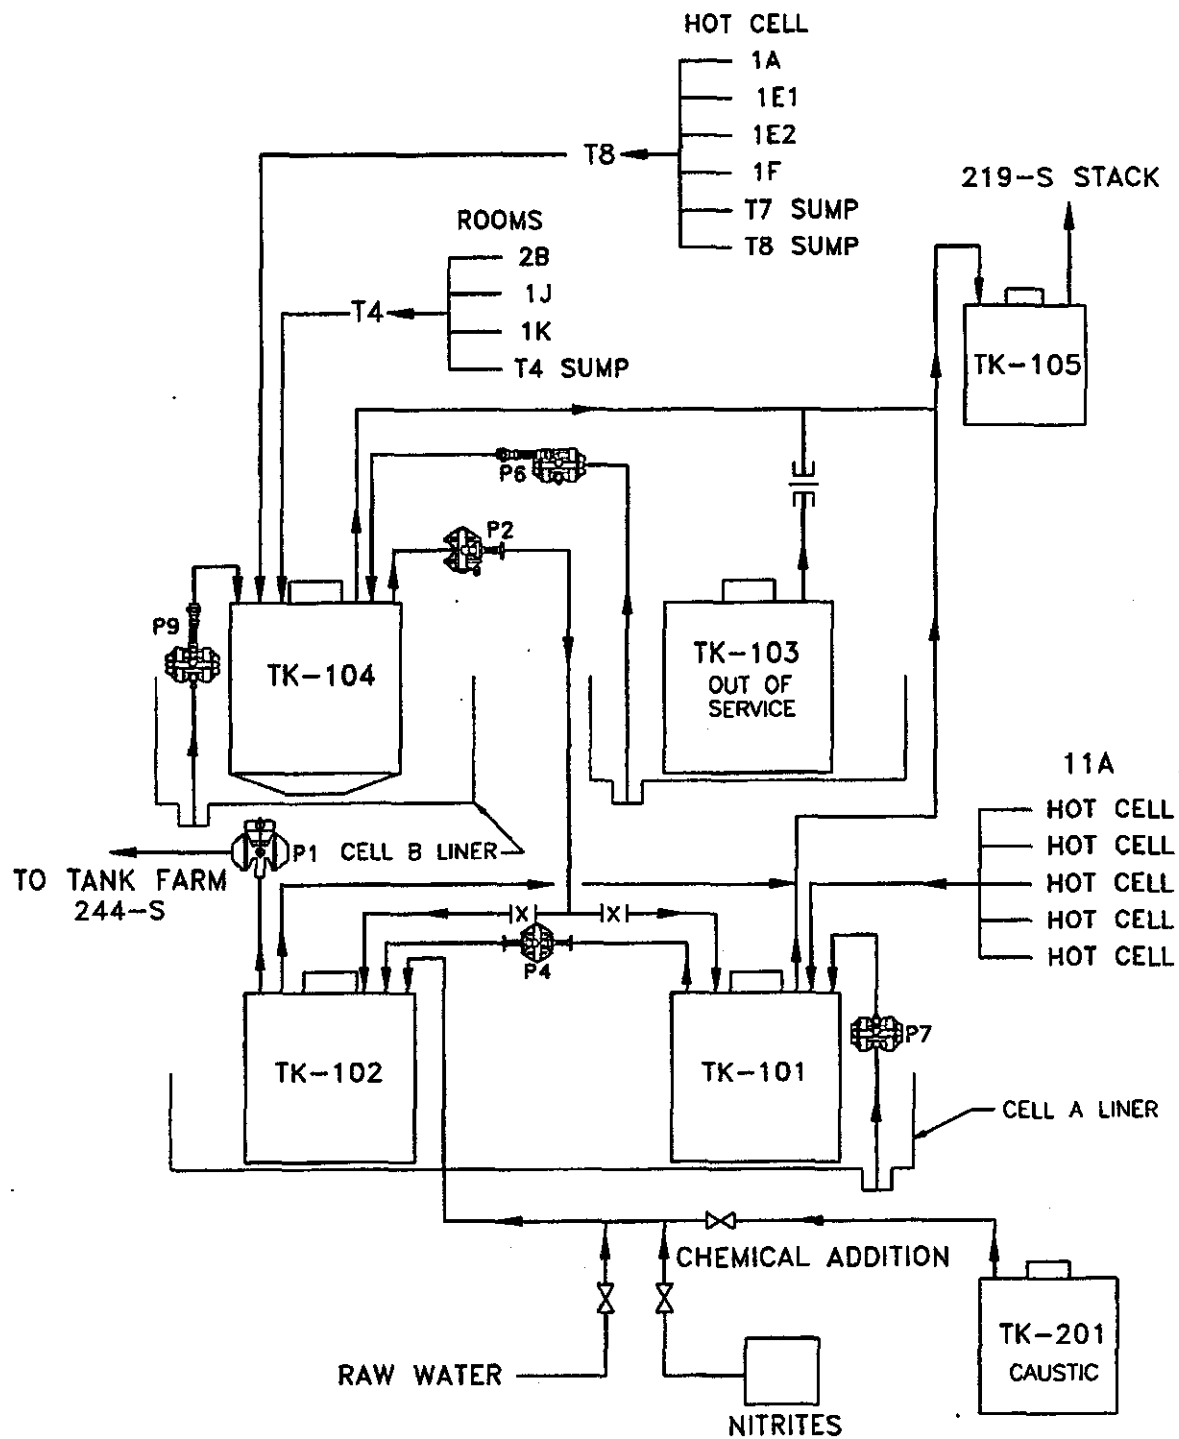 HOT CELL
1A
1E1
1E2
T8
1F
219-S STACK
T7 SUMP
ROOMS
T8 SUMP
2B
1J
T4
1K
TK-105
T4 SUMP
P6
P2
P9
TK-103
TK-104
OUT OF
SERVICE
11A
HOT CELL
P1
CELL B LINER
HOT CELL
TO TANK FARM
HOT CELL
244-S
X
X
HOT CELL
HOT CELL
P4
P7
TK-102
TK-101
CELL A LINER
CHEMICAL ADDITION
TK-201
RAW WATER
CAUSTIC
NITRITES